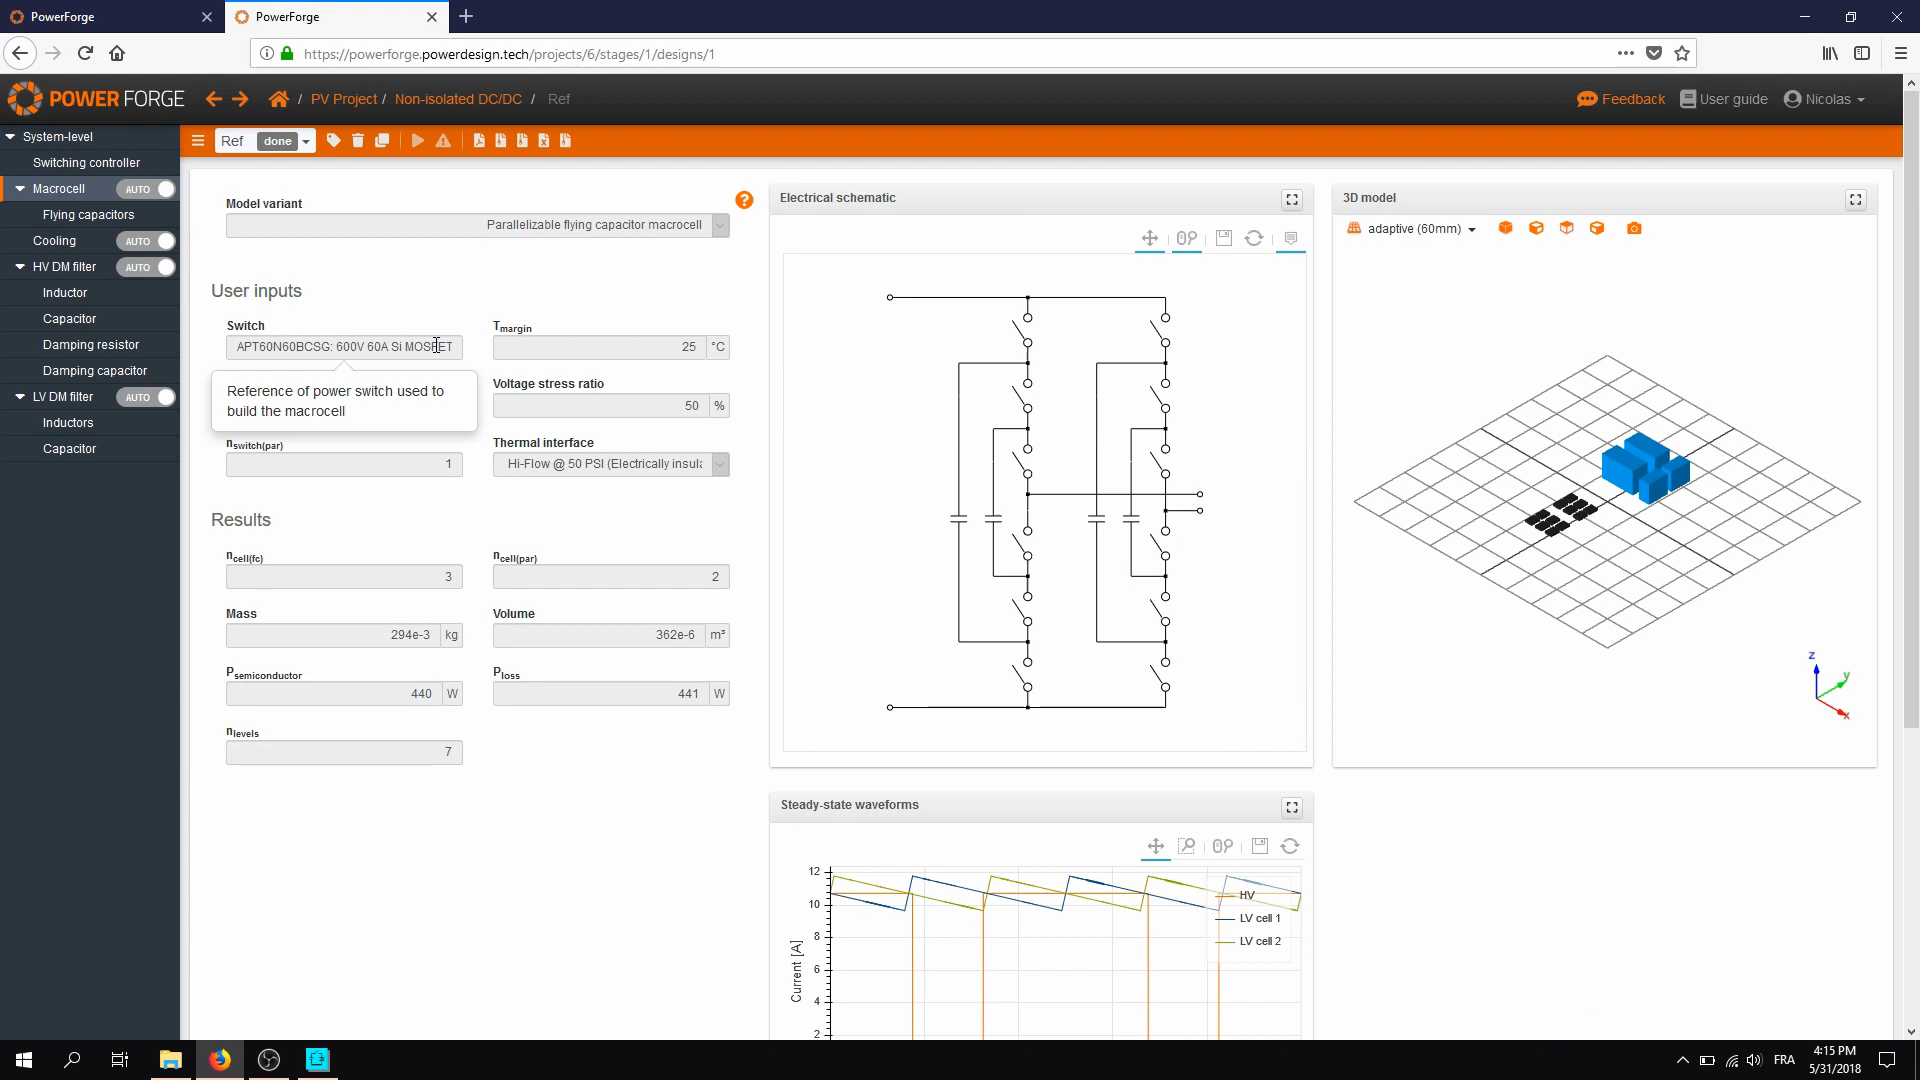 PowerForge
PowerForge
https://powerforge.powerdesign.tech/projects/6/stages/1/designs/1
POWER FORGE
/ PV Project / Non-isolated DC/DC / Ref
Feedback
User guide
Nicolas
Ref done
System-level
Switching controller
Macrocell AUTO
Flying capacitors
Cooling AUTO
HV DM filter AUTO
Inductor
Capacitor
Damping resistor
Damping capacitor
LV DM filter AUTO
Inductors
Capacitor
Model variant
?
Parallelizable flying capacitor macrocell
User inputs
Switch
APT60N60BCSG: 600V 60A Si MOSFET
Tmargin
25 °C
Reference of power switch used to
build the macrocell
Voltage stress ratio
50 %
nswitch(par)
1
Thermal interface
Hi-Flow @ 50 PSI (Electrically insula
Results
ncell(fc)
3
ncell(par)
2
Mass
294e-3 kg
Volume
362e-6 m³
Psemiconductor
440 W
Ploss
441 W
nlevels
7
Electrical schematic
3D model
adaptive (60mm)
z
y
x
Steady-state waveforms
12
10
8
6
4
2
Current [A]
HV
LV cell 1
LV cell 2
FRA
4:15 PM
5/31/2018